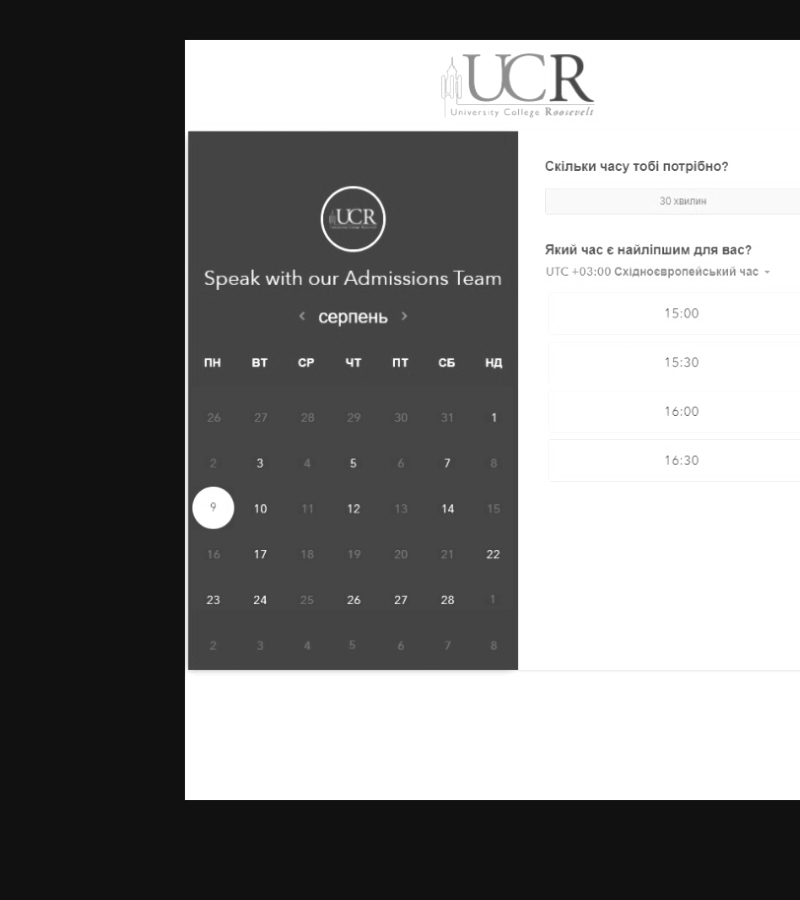 UCR
University College Roosevelt
UCR
Speak with our Admissions Team
< серпень >
ПН ВТ СР ЧТ ПТ СБ НД
26 27 28 29 30 31 1
2 3 4 5 6 7 8
9 10 11 12 13 14 15
16 17 18 19 20 21 22
23 24 25 26 27 28 1
2 3 4 5 6 7 8
Скільки часу тобі потрібно?
30 хвилин
Який час є найліпшим для вас?
UTC +03:00 Східноєвропейський час
15:00
15:30
16:00
16:30